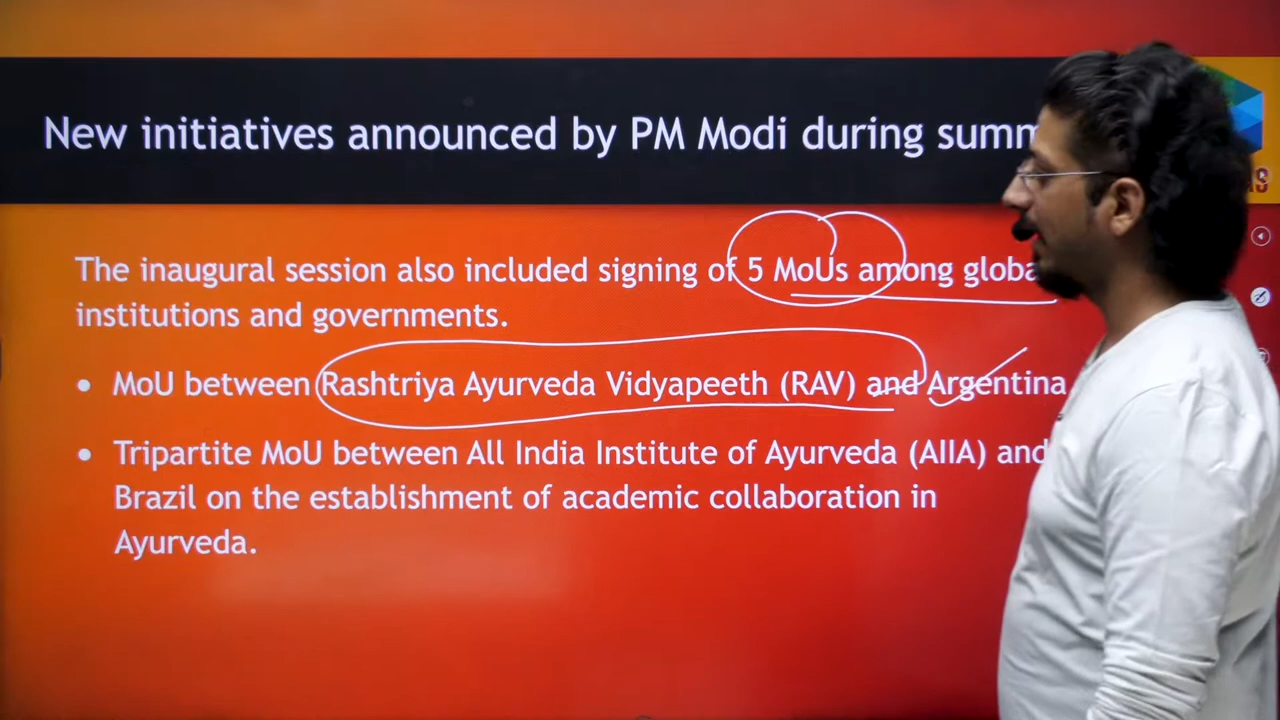 New initiatives announced by PM Modi during summ
The inaugural session also included signing of 5 MoUs among globa
institutions and governments.
• MoU between Rashtriya Ayurveda Vidyapeeth (RAV) and Argentina
• Tripartite MoU between All India Institute of Ayurveda (AIIA) and
Brazil on the establishment of academic collaboration in
Ayurveda.